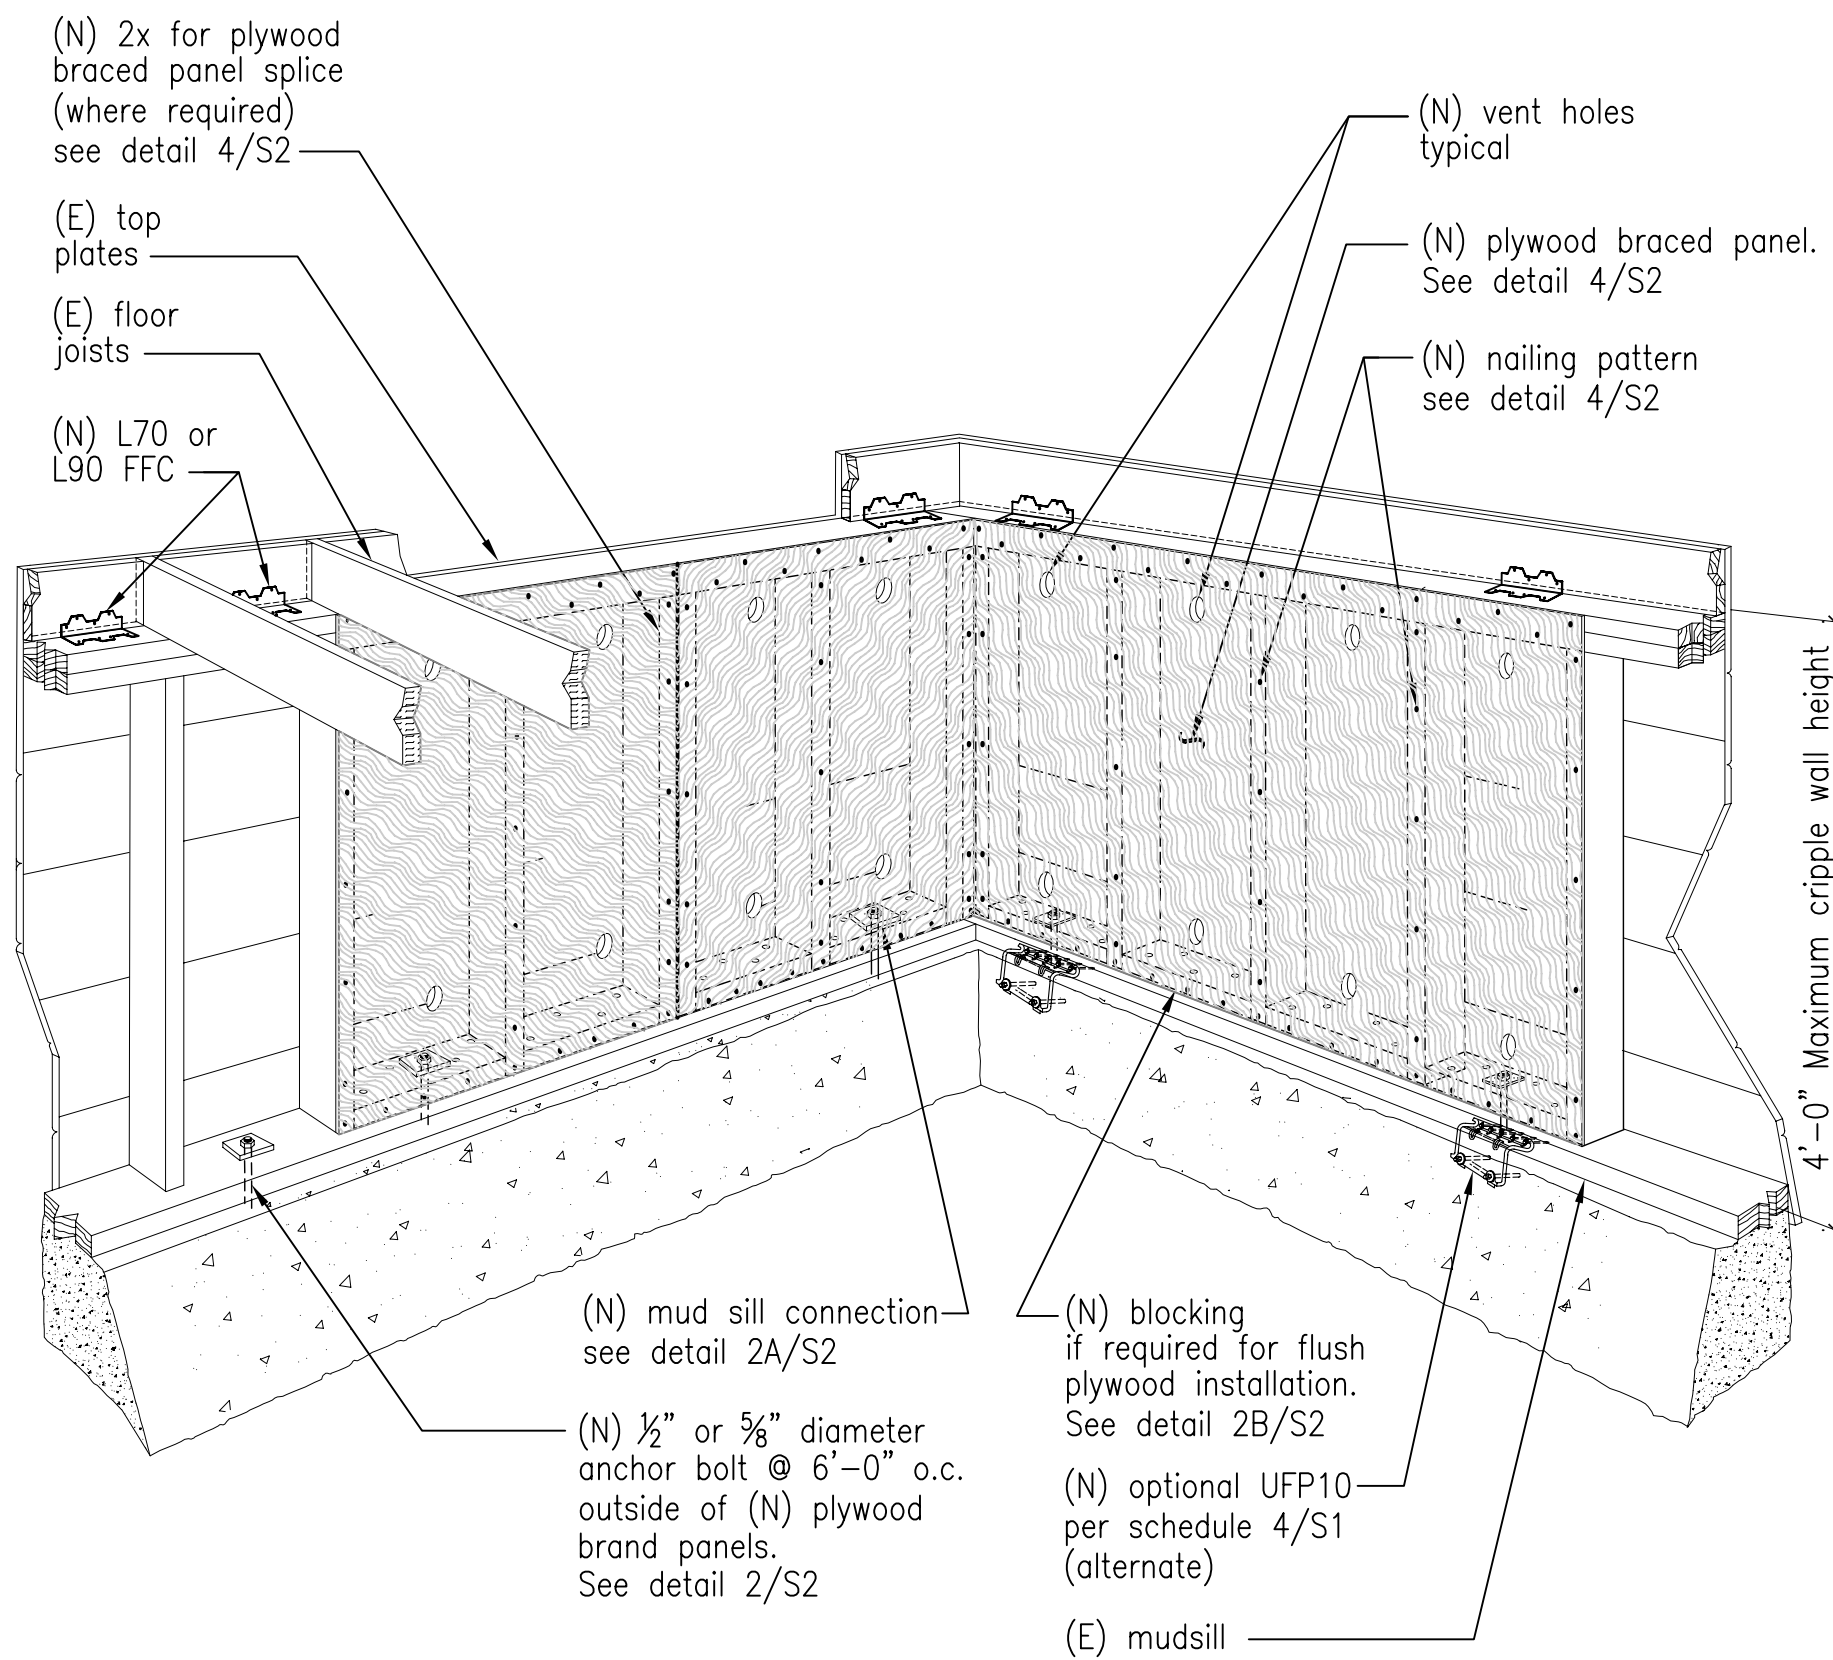 (N) 2x for plywood
braced panel splice
(where required)
see detail 4/S2
(E) top
plates
(E) floor
joists
(N) L70 or
L90 FFC
(N) vent holes
typical
(N) plywood braced panel.
See detail 4/S2
(N) nailing pattern
see detail 4/S2
4'-0" Maximum cripple wall height
(N) mud sill connection
see detail 2A/S2
(N) ½" or ⅝" diameter
anchor bolt @ 6'-0" o.c.
outside of (N) plywood
brand panels.
See detail 2/S2
(N) blocking
if required for flush
plywood installation.
See detail 2B/S2
(N) optional UFP10
per schedule 4/S1
(alternate)
(E) mudsill